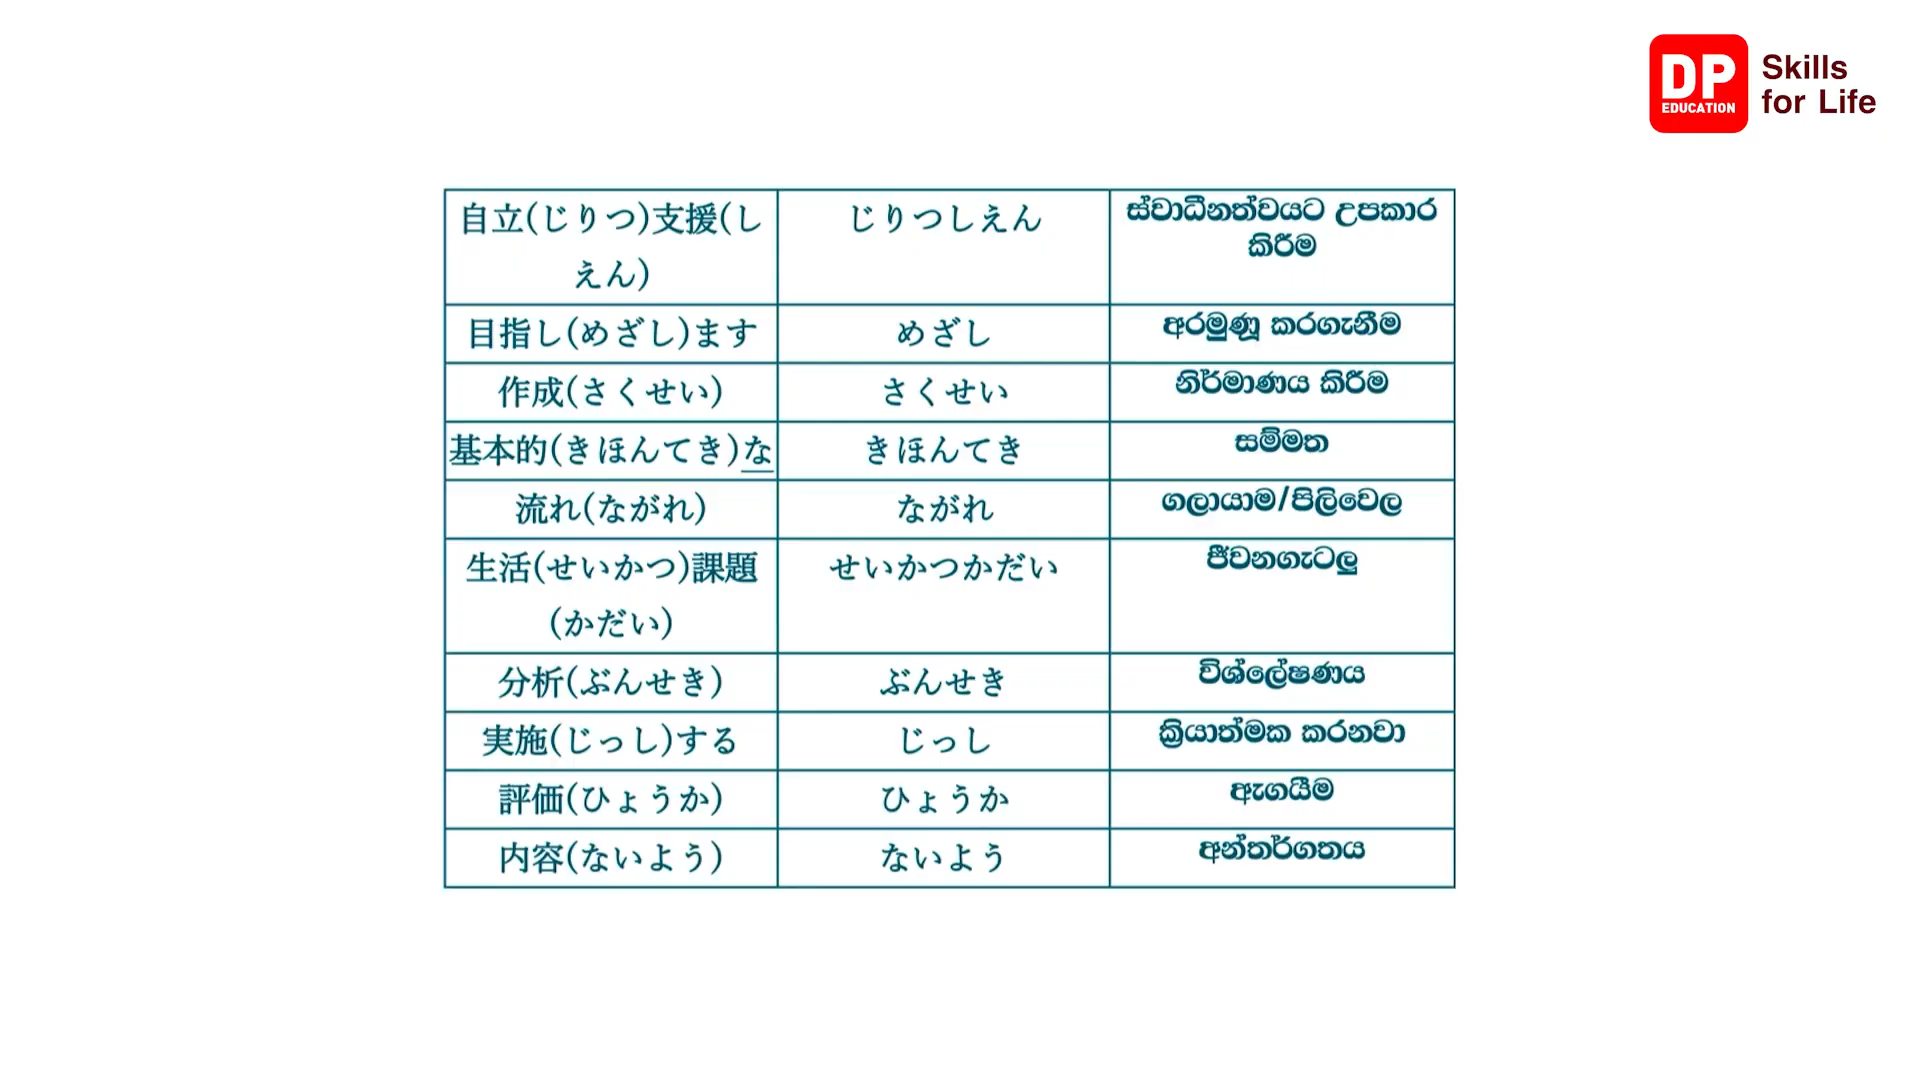 DP
EDUCATION
Skills
for Life
自立(じりつ)支援(し
えん)
じりつしえん
ස්වාධීනත්වයට උපකාර
කිරීම
目指し(めざし)ます
めざし
අරමුණූ කරගැනීම
作成(さくせい)
さくせい
නිර්මාණය කිරීම
基本的(きほんてき)な
きほんてき
සම්මත
流れ(ながれ)
ながれ
ගලායාම/පිලිවෙල
生活(せいかつ)課題
(かだい)
せいかつかだい
ජීවනගැටලු
分析(ぶんせき)
ぶんせき
විශ්ලේෂණය
実施(じっし)する
じっし
ක්‍රියාත්මක කරනවා
評価(ひょうか)
ひょうか
ඇගයීම
内容(ないよう)
ないよう
අන්තර්ගතය